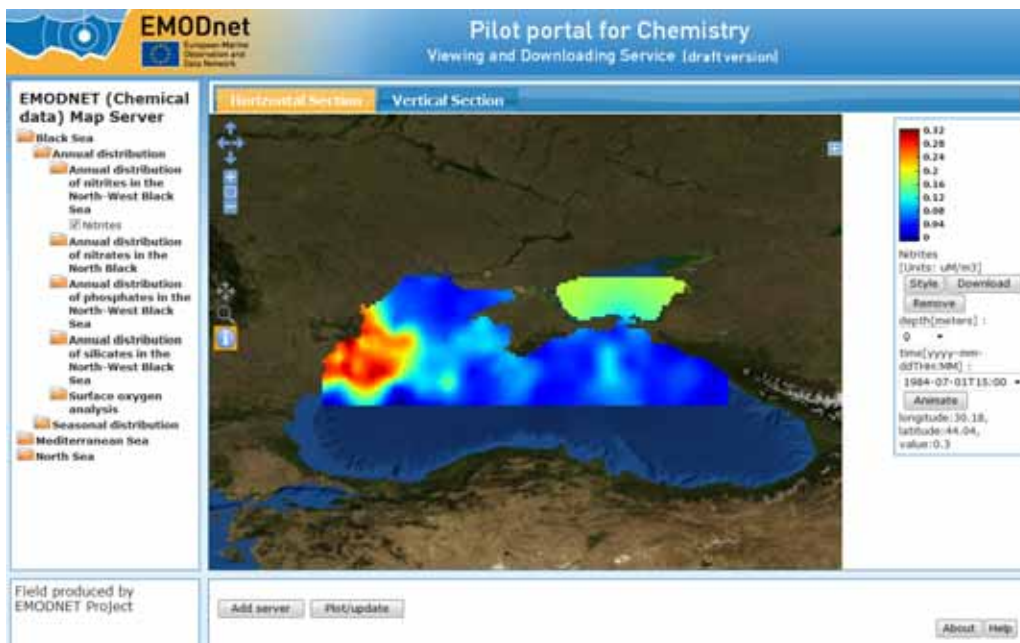 EMODnet
European Marine
Observation and
Data Network
Pilot portal for Chemistry
Viewing and Downloading Service (draft version)
EMODNET (Chemical
data) Map Server
Black Sea
Annual distribution
Annual distribution
of nitrites in the
North-West Black
Sea
Nitrites
Annual distribution
of nitrates in the
North Black
Annual distribution
of phosphates in the
North-West Black
Sea
Annual distribution
of silicates in the
North-West Black
Sea
Surface oxygen
analysis
Seasonal distribution
Mediterranean Sea
North Sea
Horizontal Section
Vertical Section
0.32
0.28
0.24
0.2
0.16
0.12
0.08
0.04
0
Nitrites
[Units: uM/m3]
Style Download
Remove
depth[meters] :
0
time[yyyy-mm-
ddTHH:MM] :
1984-07-01T15:00
Animate
longitude:30.18,
latitude:44.04,
value:0.3
Field produced by
EMODNET Project
Add server Plot/update
About Help